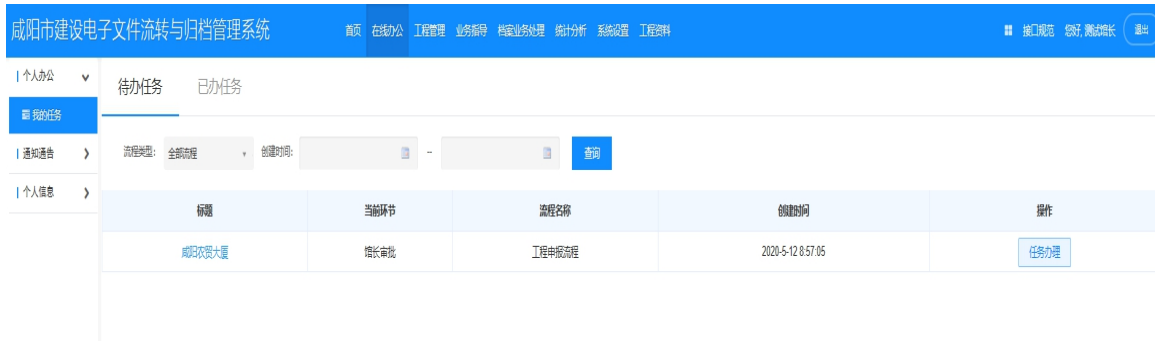 咸阳市建设电子文件流转与归档管理系统 首页 在线办公 工程管理 业务指导 档案业务处理 统计分析 系统设置 工程资料 接口规范 您好, 测试馆长 退出
个人办公
我的任务
通知通告
个人信息
待办任务 已办任务
流程类型: 全部流程 创建时间: -- 查询
标题 当前环节 流程名称 创建时间 操作
咸阳农贸大厦 馆长审批 工程申报流程 2020-5-12 8:57:05 任务办理